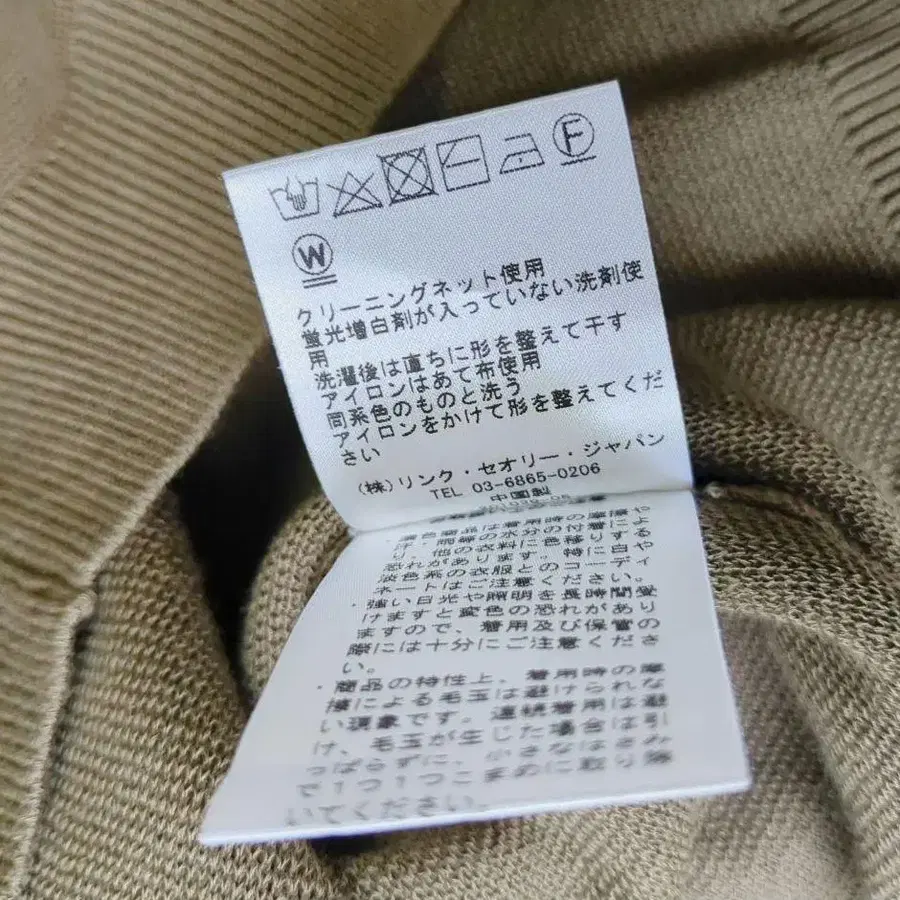 F
W
クリーニングネット使用
蛍光増白剤が入っていない洗剤使
用
洗濯後は直ちに形を整えて干す
アイロンはあて布使用
同系色のものと洗う
アイロンをかけて形を整えてくだ
さい
(株)リンク・セオリー・ジャパン
TEL 03-6865-0206
中国製
濃色商品は着用時の摩擦や
汗、雨等の水分の付着によ
り、他の衣料に色移りする
恐れがあります。特に白や
淡色系の衣服とのコーディ
ネートはご注意ください。
・強い日光や照明を長時間受
けますと変色の恐れがあり
ますので、着用及び保管の
際には十分にご注意くださ
い。
・商品の特性上、着用時の摩
擦による毛玉は避けられな
い現象です。連続着用は避
け、毛玉が生じた場合は引
っぱらずに、小さなはさみ
で1つ1つこまめに取り除
いてください。